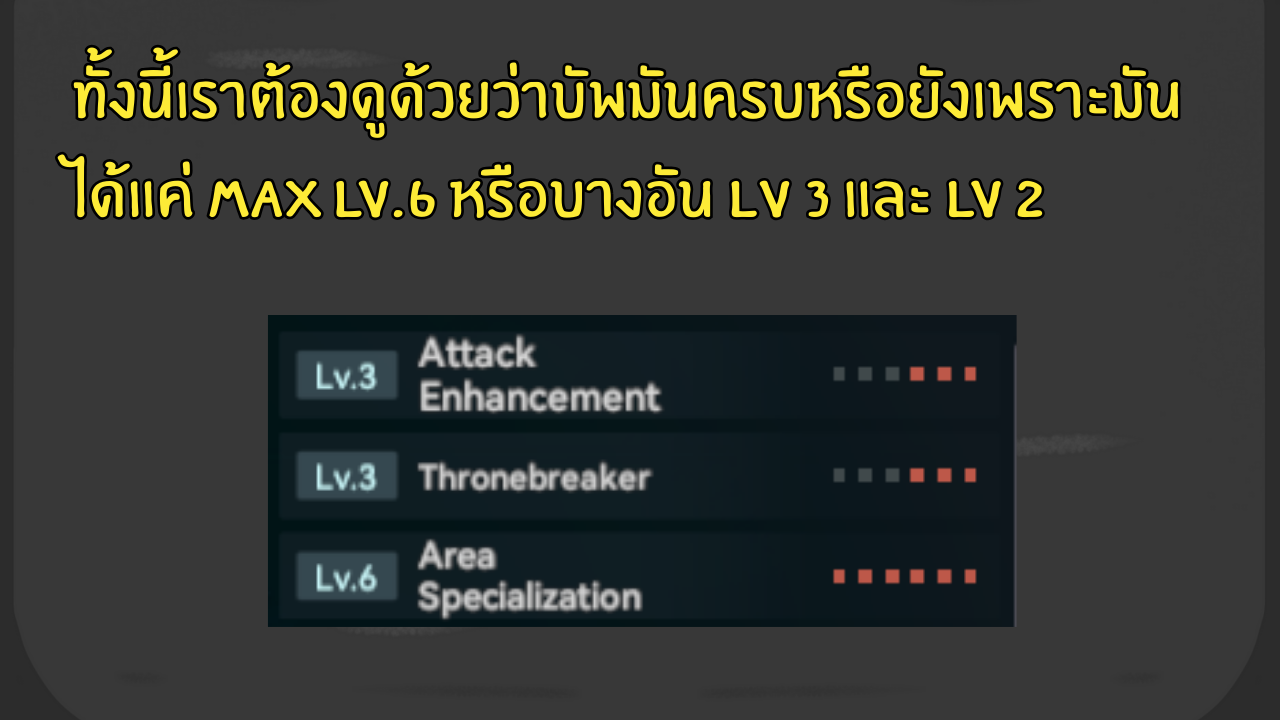 ทั้งนี้เราต้องดูด้วยว่าบัพมันครบหรือยังเพราะมัน
ได้แค่ MAX LV.6 หรือบางอัน LV 3 และ LV 2
Lv.3 Attack
Enhancement
Lv.3 Thronebreaker
Lv.6 Area
Specialization